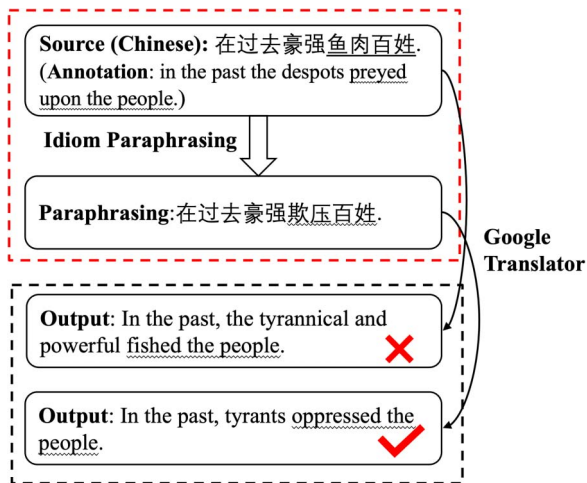 Source (Chinese): 在过去豪强鱼肉百姓.
(Annotation: in the past the despots preyed
upon the people.)
Idiom Paraphrasing
Paraphrasing:在过去豪强欺压百姓.
Google
Translator
Output: In the past, the tyrannical and
powerful fished the people.
Output: In the past, tyrants oppressed the
people.